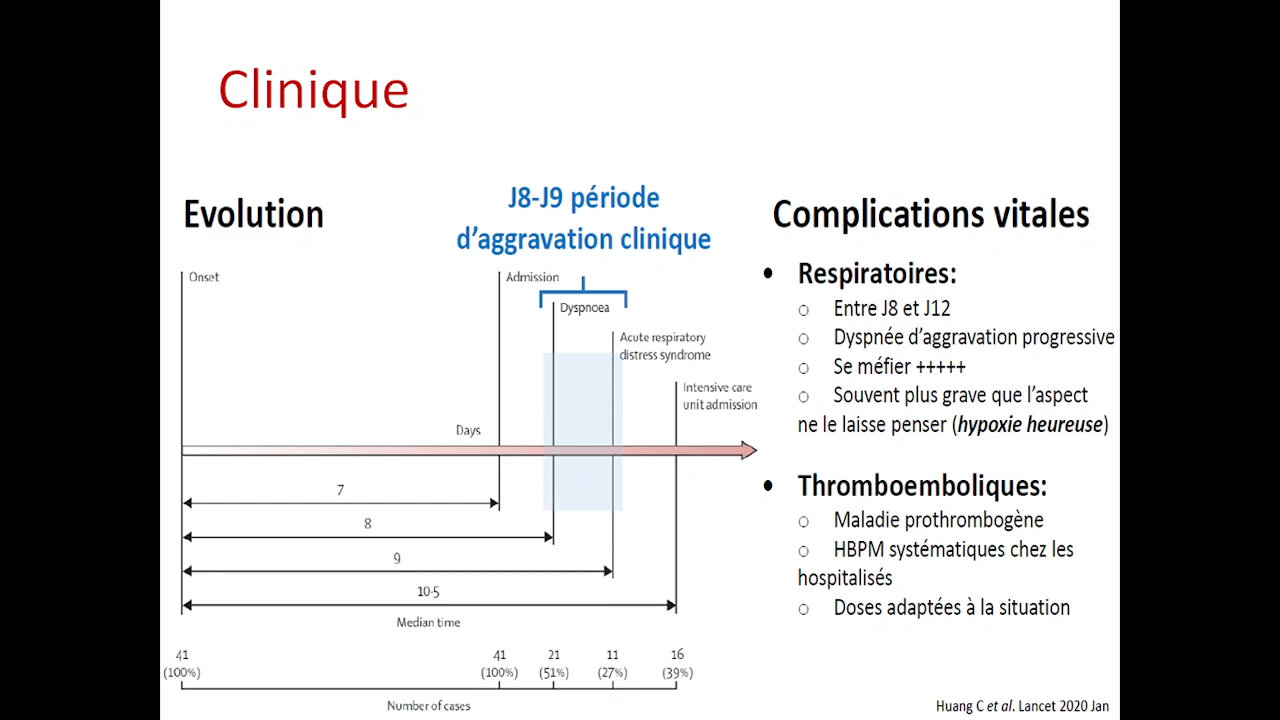 Clinique
Evolution
J8-J9 période
d’aggravation clinique
Onset
Admission
Dyspnoea
Acute respiratory
distress syndrome
Intensive care
unit admission
Days
7
8
9
10·5
Median time
41 41 21 11 16
(100%) (100%) (51%) (27%) (39%)
Number of cases
Complications vitales
• Respiratoires:
○ Entre J8 et J12
○ Dyspnée d’aggravation progressive
○ Se méfier +++++
○ Souvent plus grave que l’aspect
ne le laisse penser (hypoxie heureuse)
• Thromboemboliques:
○ Maladie prothrombogène
○ HBPM systématiques chez les
hospitalisés
○ Doses adaptées à la situation
Huang C et al. Lancet 2020 Jan